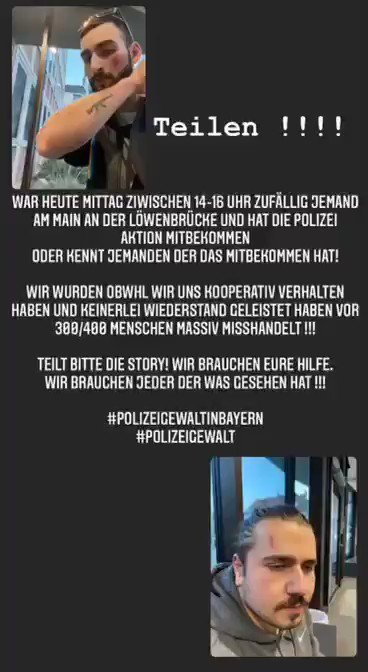 Teilen !!!!
WAR HEUTE MITTAG ZIWISCHEN 14-16 UHR ZUFÄLLIG JEMAND
AM MAIN AN DER LÖWENBRÜCKE UND HAT DIE POLIZEI
AKTION MITBEKOMMEN
ODER KENNT JEMANDEN DER DAS MITBEKOMMEN HAT!
WIR WURDEN OBWHL WIR UNS KOOPERATIV VERHALTEN
HABEN UND KEINERLEI WIEDERSTAND GELEISTET HABEN VOR
300/400 MENSCHEN MASSIV MISSHANDELT !!!
TEILT BITTE DIE STORY! WIR BRAUCHEN EURE HILFE.
WIR BRAUCHEN JEDER DER WAS GESEHEN HAT !!!
#POLIZEIGEWALTINBAYERN
#POLIZEIGEWALT